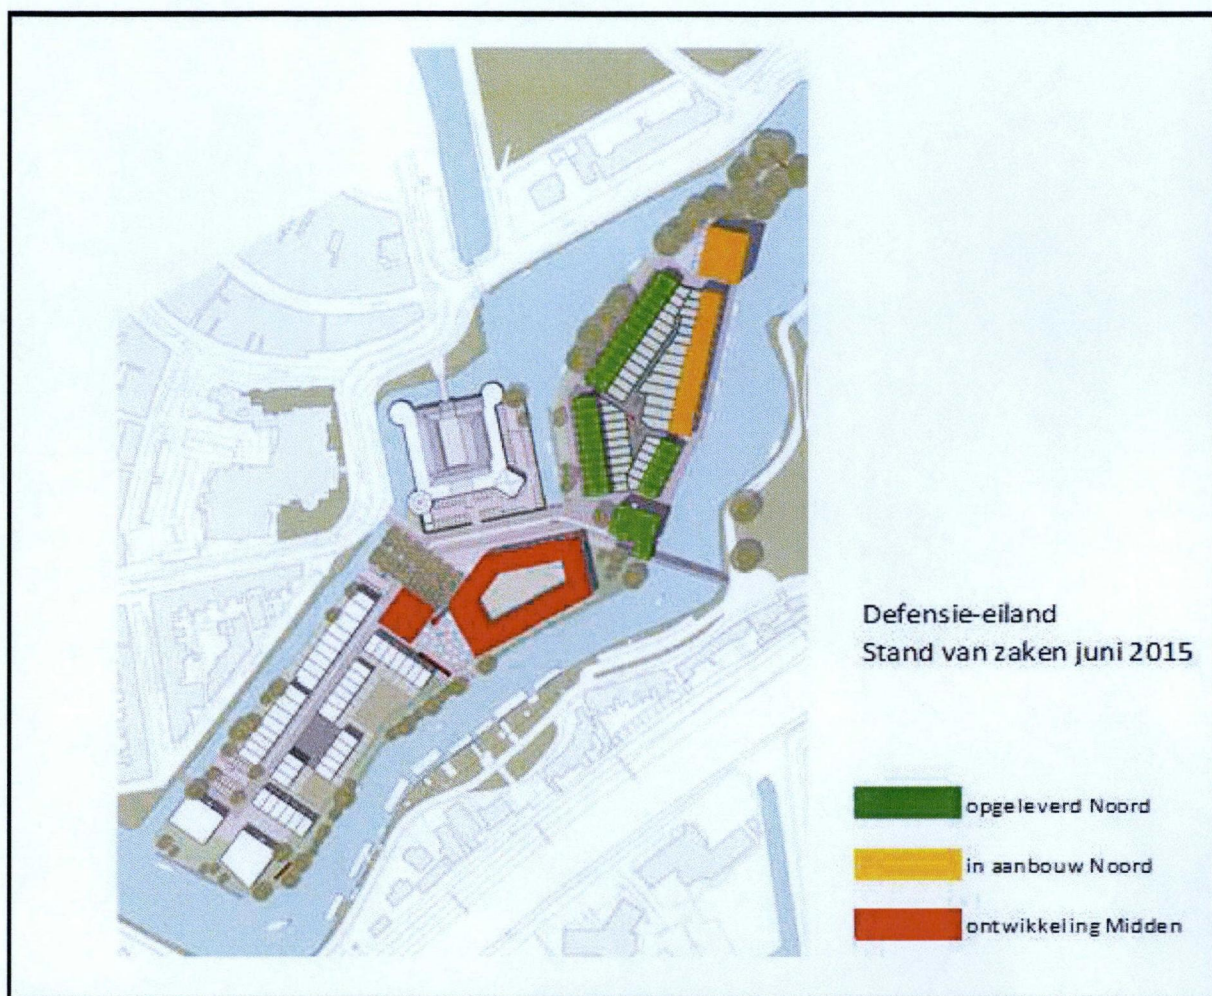 Defensie-eiland
Stand van zaken juni 2015
opgeleverd Noord
in aanbouw Noord
ontwikkeling Midden